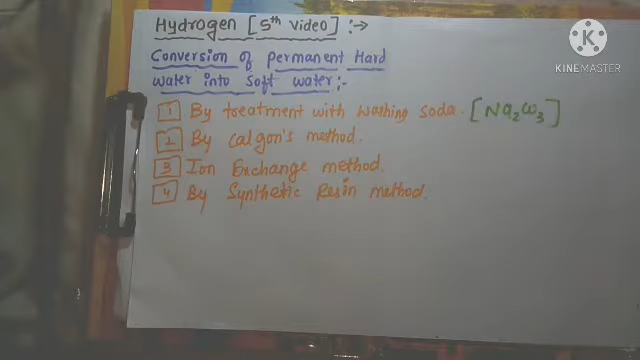 Hydrogen [5th Video] :→
Conversion of Permanent Hard
Water into Soft Water :-
1 By treatment with washing soda. [Na2CO3]
2 By calgon's method.
3 Ion Exchange method.
4 By Synthetic Resin method.
KINEMASTER